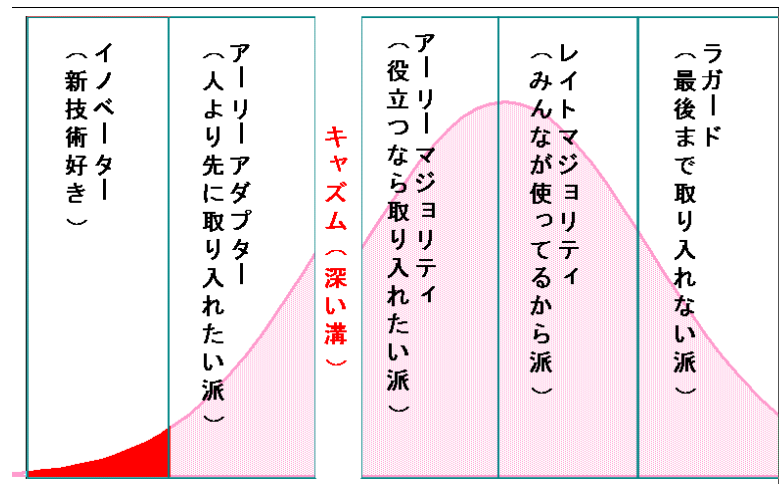 イノベーター
（新技術好き）
アーリーアダプター
（人より先に取り入れたい派）
キャズム（深い溝）
アーリーマジョリティ
（役立つなら取り入れたい派）
レイトマジョリティ
（みんなが使ってるから派）
ラガード
（最後まで取り入れない派）